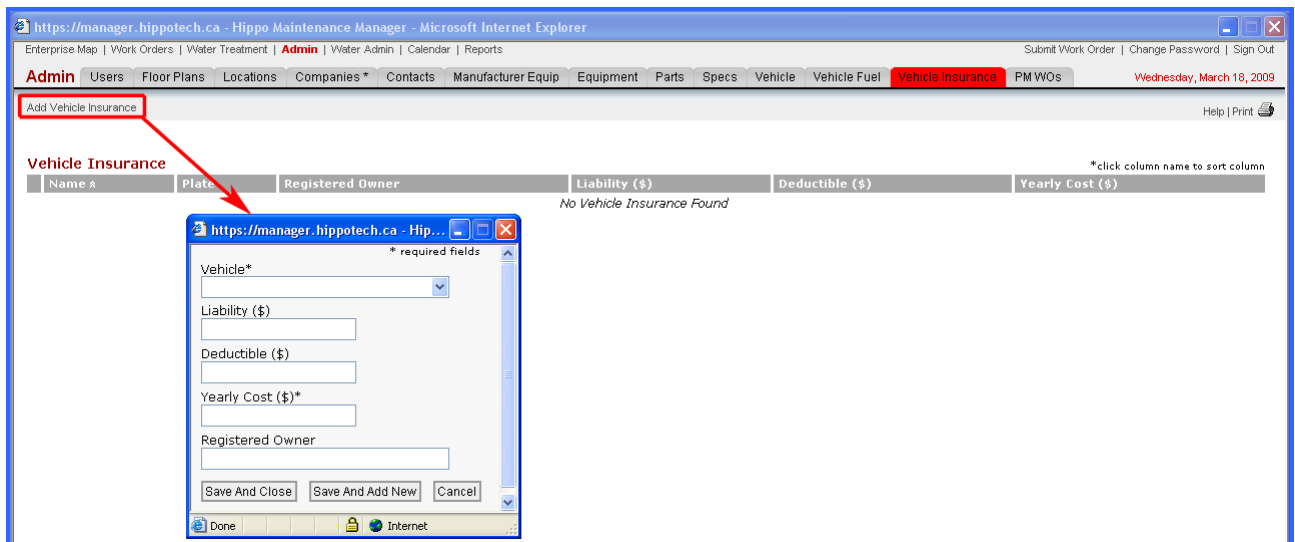 https://manager.hippotech.ca - Hippo Maintenance Manager - Microsoft Internet Explorer
Enterprise Map | Work Orders | Water Treatment | Admin | Water Admin | Calendar | Reports Submit Work Order | Change Password | Sign Out
Admin Users Floor Plans Locations Companies * Contacts Manufacturer Equip Equipment Parts Specs Vehicle Vehicle Fuel Vehicle Insurance PM WOs Wednesday, March 18, 2009
Add Vehicle Insurance Help | Print
Vehicle Insurance *click column name to sort column
Name Plate Registered Owner Liability ($) Deductible ($) Yearly Cost ($)
No Vehicle Insurance Found
https://manager.hippotech.ca - Hip...
* required fields
Vehicle*
Liability ($)
Deductible ($)
Yearly Cost ($)*
Registered Owner
Save And Close Save And Add New Cancel
Done Internet